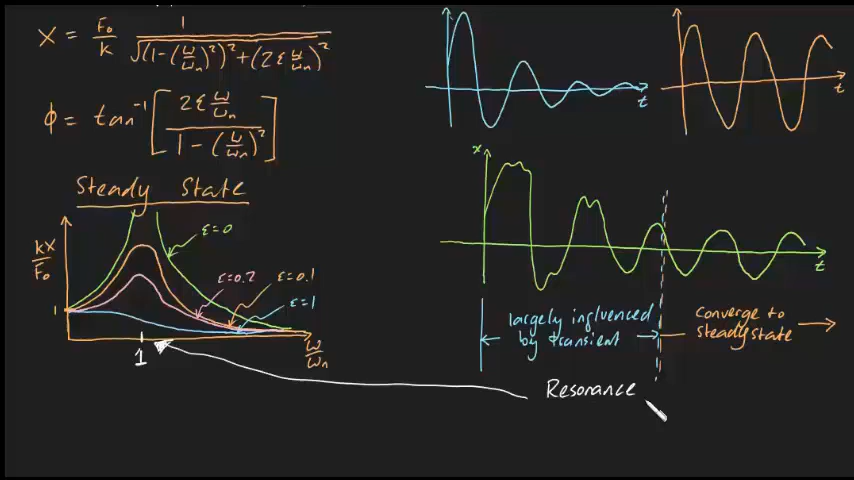 X = F₀/k 1/√((1-(ω/ωn)²)²+(2ξ ω/ωn)²)
ϕ = tan⁻¹[2ξ ω/ωn / 1-(ω/ωn)²]
Steady State
kX/F₀
1
ξ=0
ξ=0.2
ξ=0.1
ξ=1
1
ω/ωn
t
t
x
t
largely influenced
by transient
Converge to
steady state
Resonance